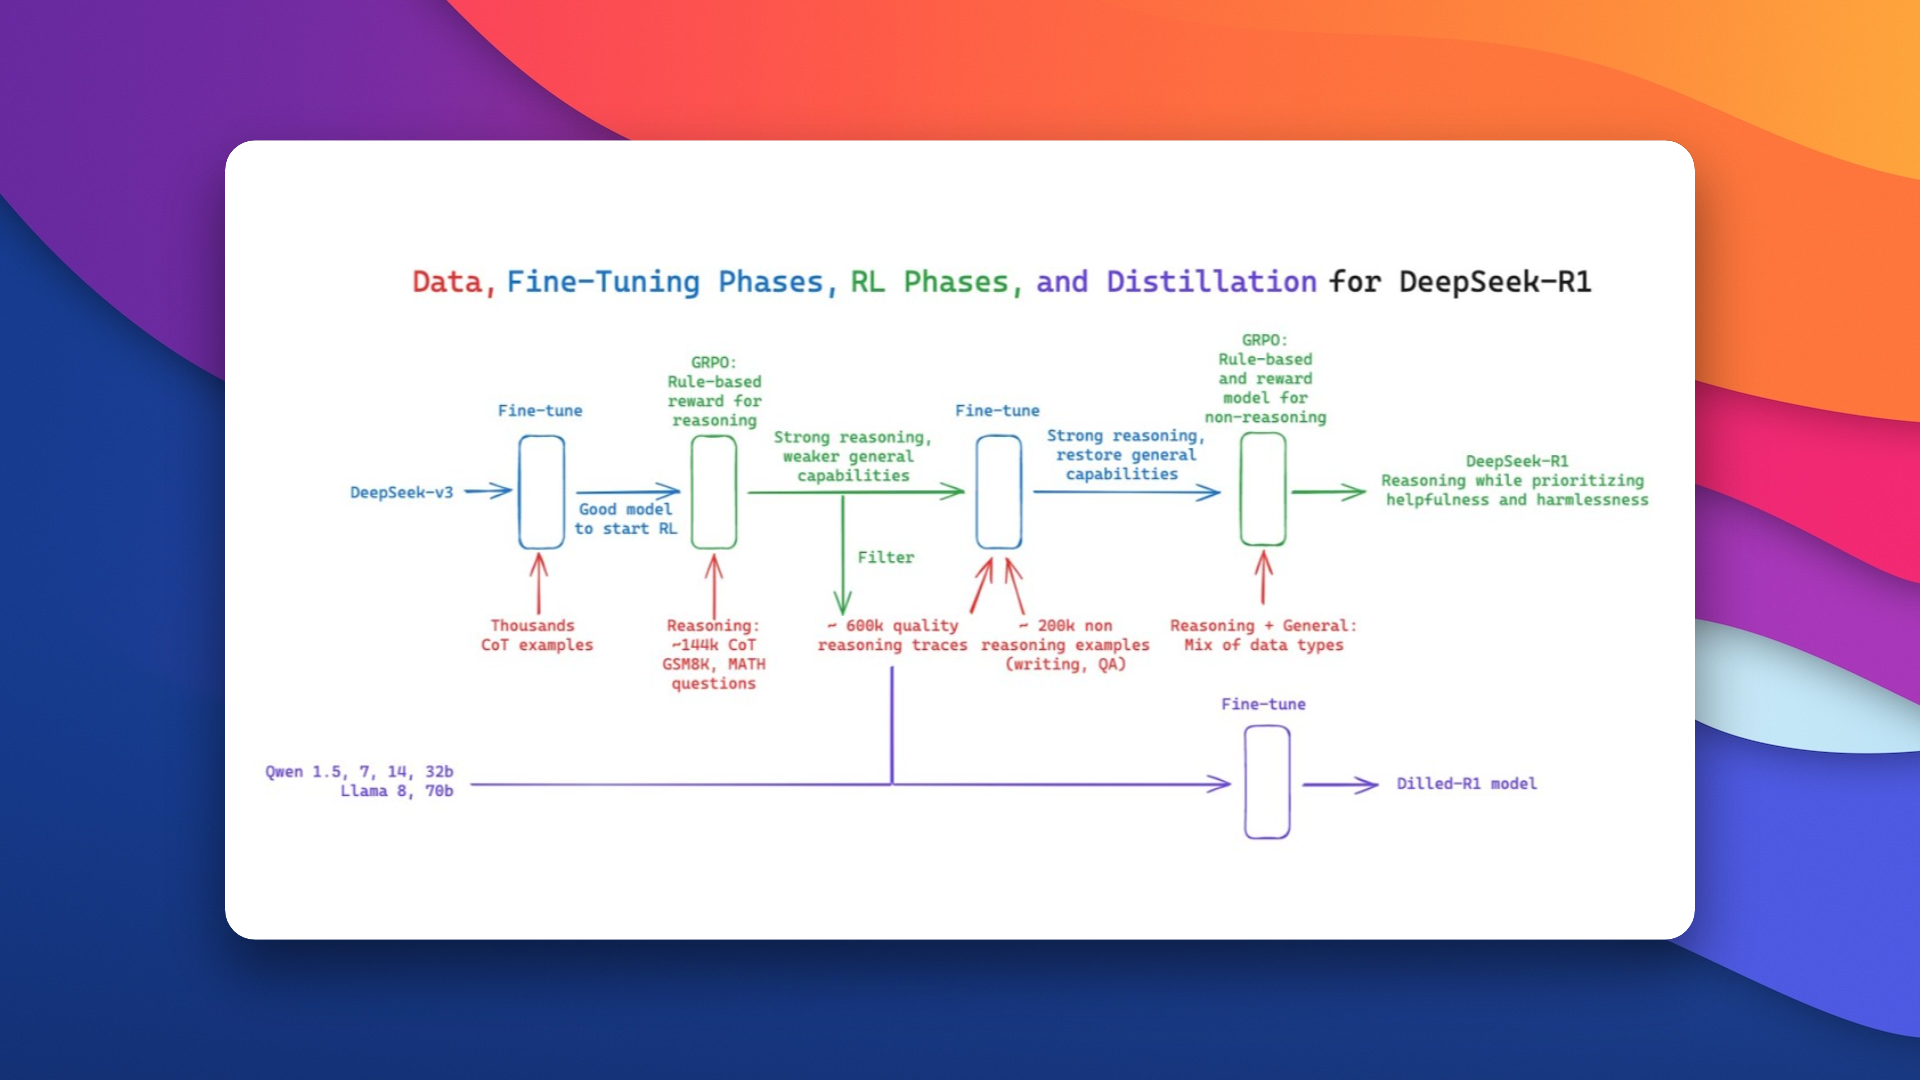 Data, Fine-Tuning Phases, RL Phases, and Distillation for DeepSeek-R1
DeepSeek-v3
Fine-tune
Thousands
CoT examples
Good model
to start RL
GRPO:
Rule-based
reward for
reasoning
Reasoning:
~144k CoT
GSM8K, MATH
questions
Strong reasoning,
weaker general
capabilities
Filter
~ 600k quality
reasoning traces
Fine-tune
~ 200k non
reasoning examples
(writing, QA)
Strong reasoning,
restore general
capabilities
GRPO:
Rule-based
and reward
model for
non-reasoning
Reasoning + General:
Mix of data types
DeepSeek-R1
Reasoning while prioritizing
helpfulness and harmlessness
Qwen 1.5, 7, 14, 32b
Llama 8, 70b
Fine-tune
Dilled-R1 model